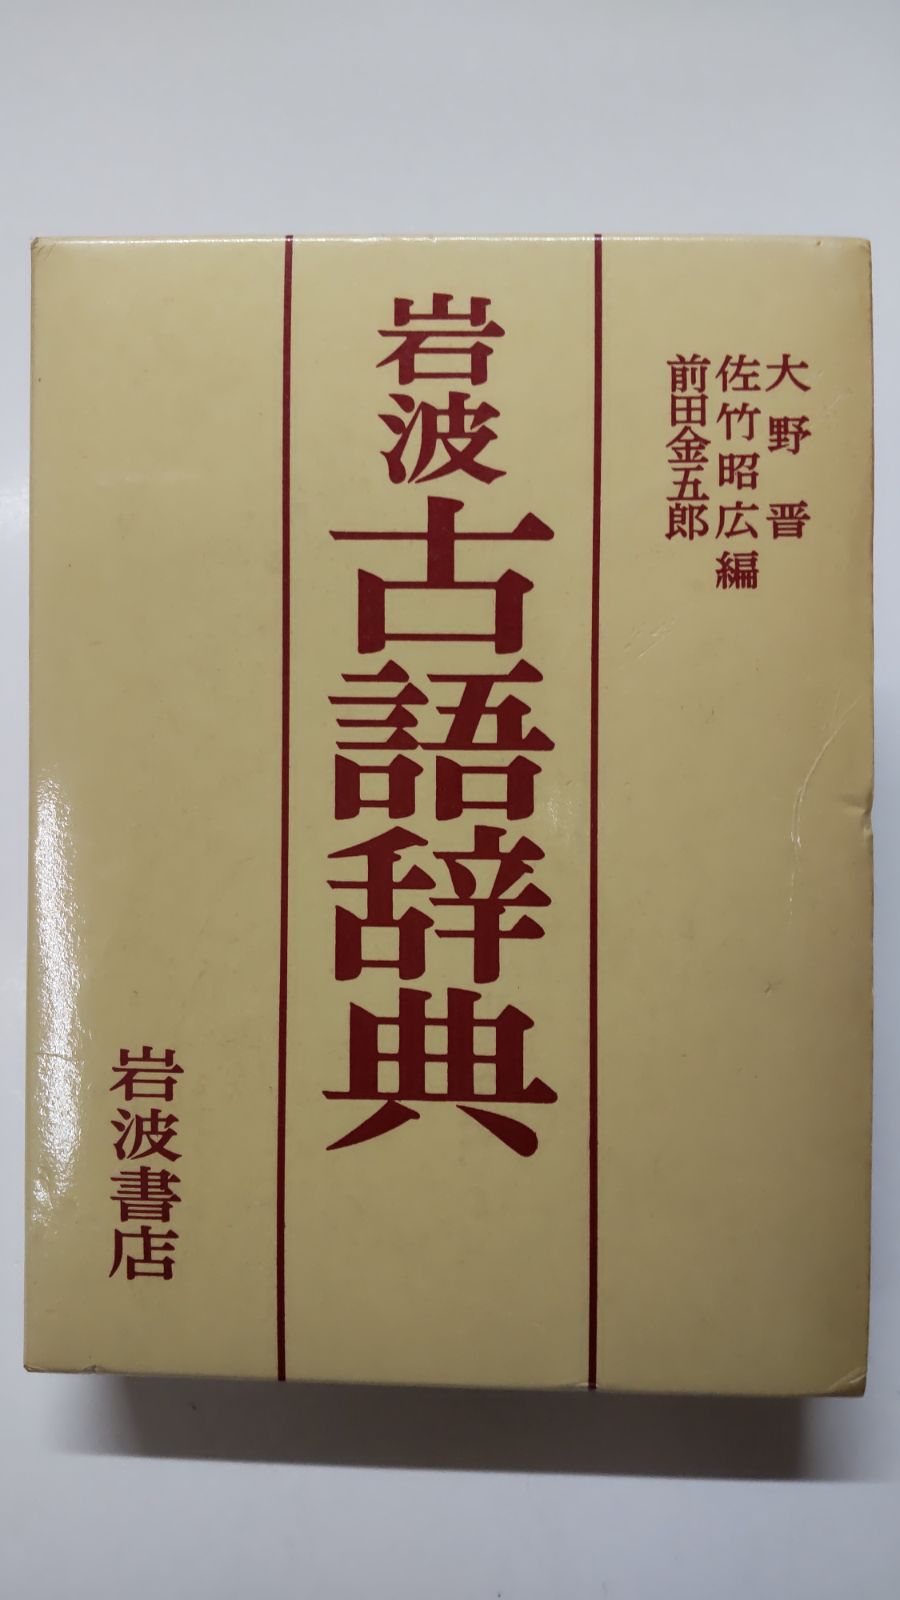 大野晋
佐竹昭広編
前田金五郎
岩波古語辞典
岩波書店